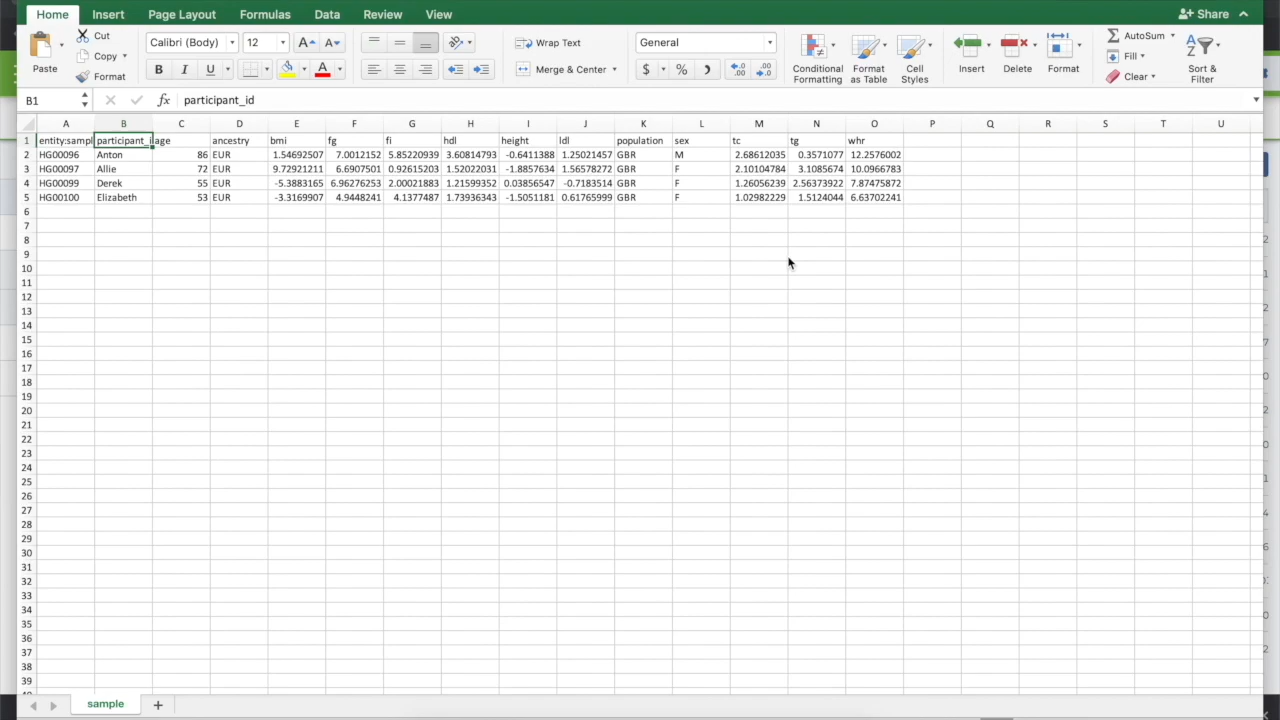 Home Insert Page Layout Formulas Data Review View Share
Cut Calibri (Body) 12 A A Wrap Text General AutoSum
Copy Fill
Paste Format B I U A Merge & Center $ % Conditional Formatting Format as Table Cell Styles Insert Delete Format Clear Sort & Filter
B1 fx participant_id
A B C D E F G H I J K L M N O P Q R S T U
1 entity:sampl participant_i age ancestry bmi fg fi hdl height ldl population sex tc tg whr
2 HG00096 Anton 86 EUR 1.54692507 7.0012152 5.85220939 3.60814793 -0.6411388 1.25021457 GBR M 2.68612035 0.3571077 12.2576002
3 HG00097 Allie 72 EUR 9.72921211 6.6907501 0.92615203 1.52022031 -1.8857634 1.56578272 GBR F 2.10104784 3.1085674 10.0966783
4 HG00099 Derek 55 EUR -5.3883165 6.96276253 2.00021883 1.21599352 0.03856547 -0.7183514 GBR F 1.26056239 2.56373922 7.87475872
5 HG00100 Elizabeth 53 EUR -3.3169907 4.9448241 4.1377487 1.73936343 -1.5051181 0.61765999 GBR F 1.02982229 1.5124044 6.63702241
6
7
8
9
10
11
12
13
14
15
16
17
18
19
20
21
22
23
24
25
26
27
28
29
30
31
32
33
34
35
36
37
38
39
sample +